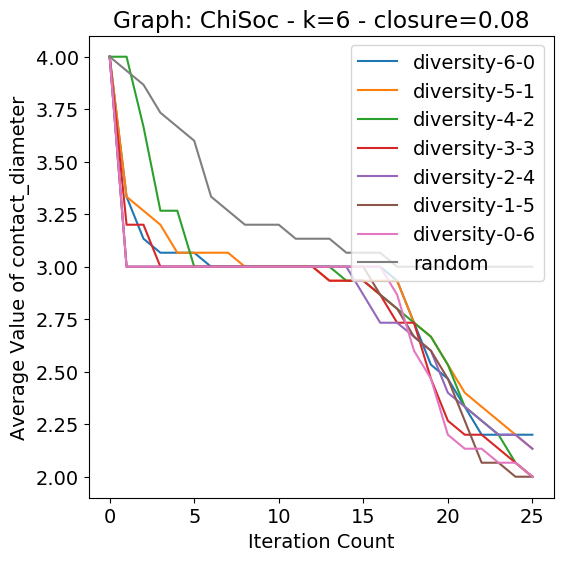 Graph: ChiSoc - k=6 - closure=0.08
Average Value of contact_diameter
4.00
3.75
3.50
3.25
3.00
2.75
2.50
2.25
2.00
diversity-6-0
diversity-5-1
diversity-4-2
diversity-3-3
diversity-2-4
diversity-1-5
diversity-0-6
random
0
5
10
15
20
25
Iteration Count